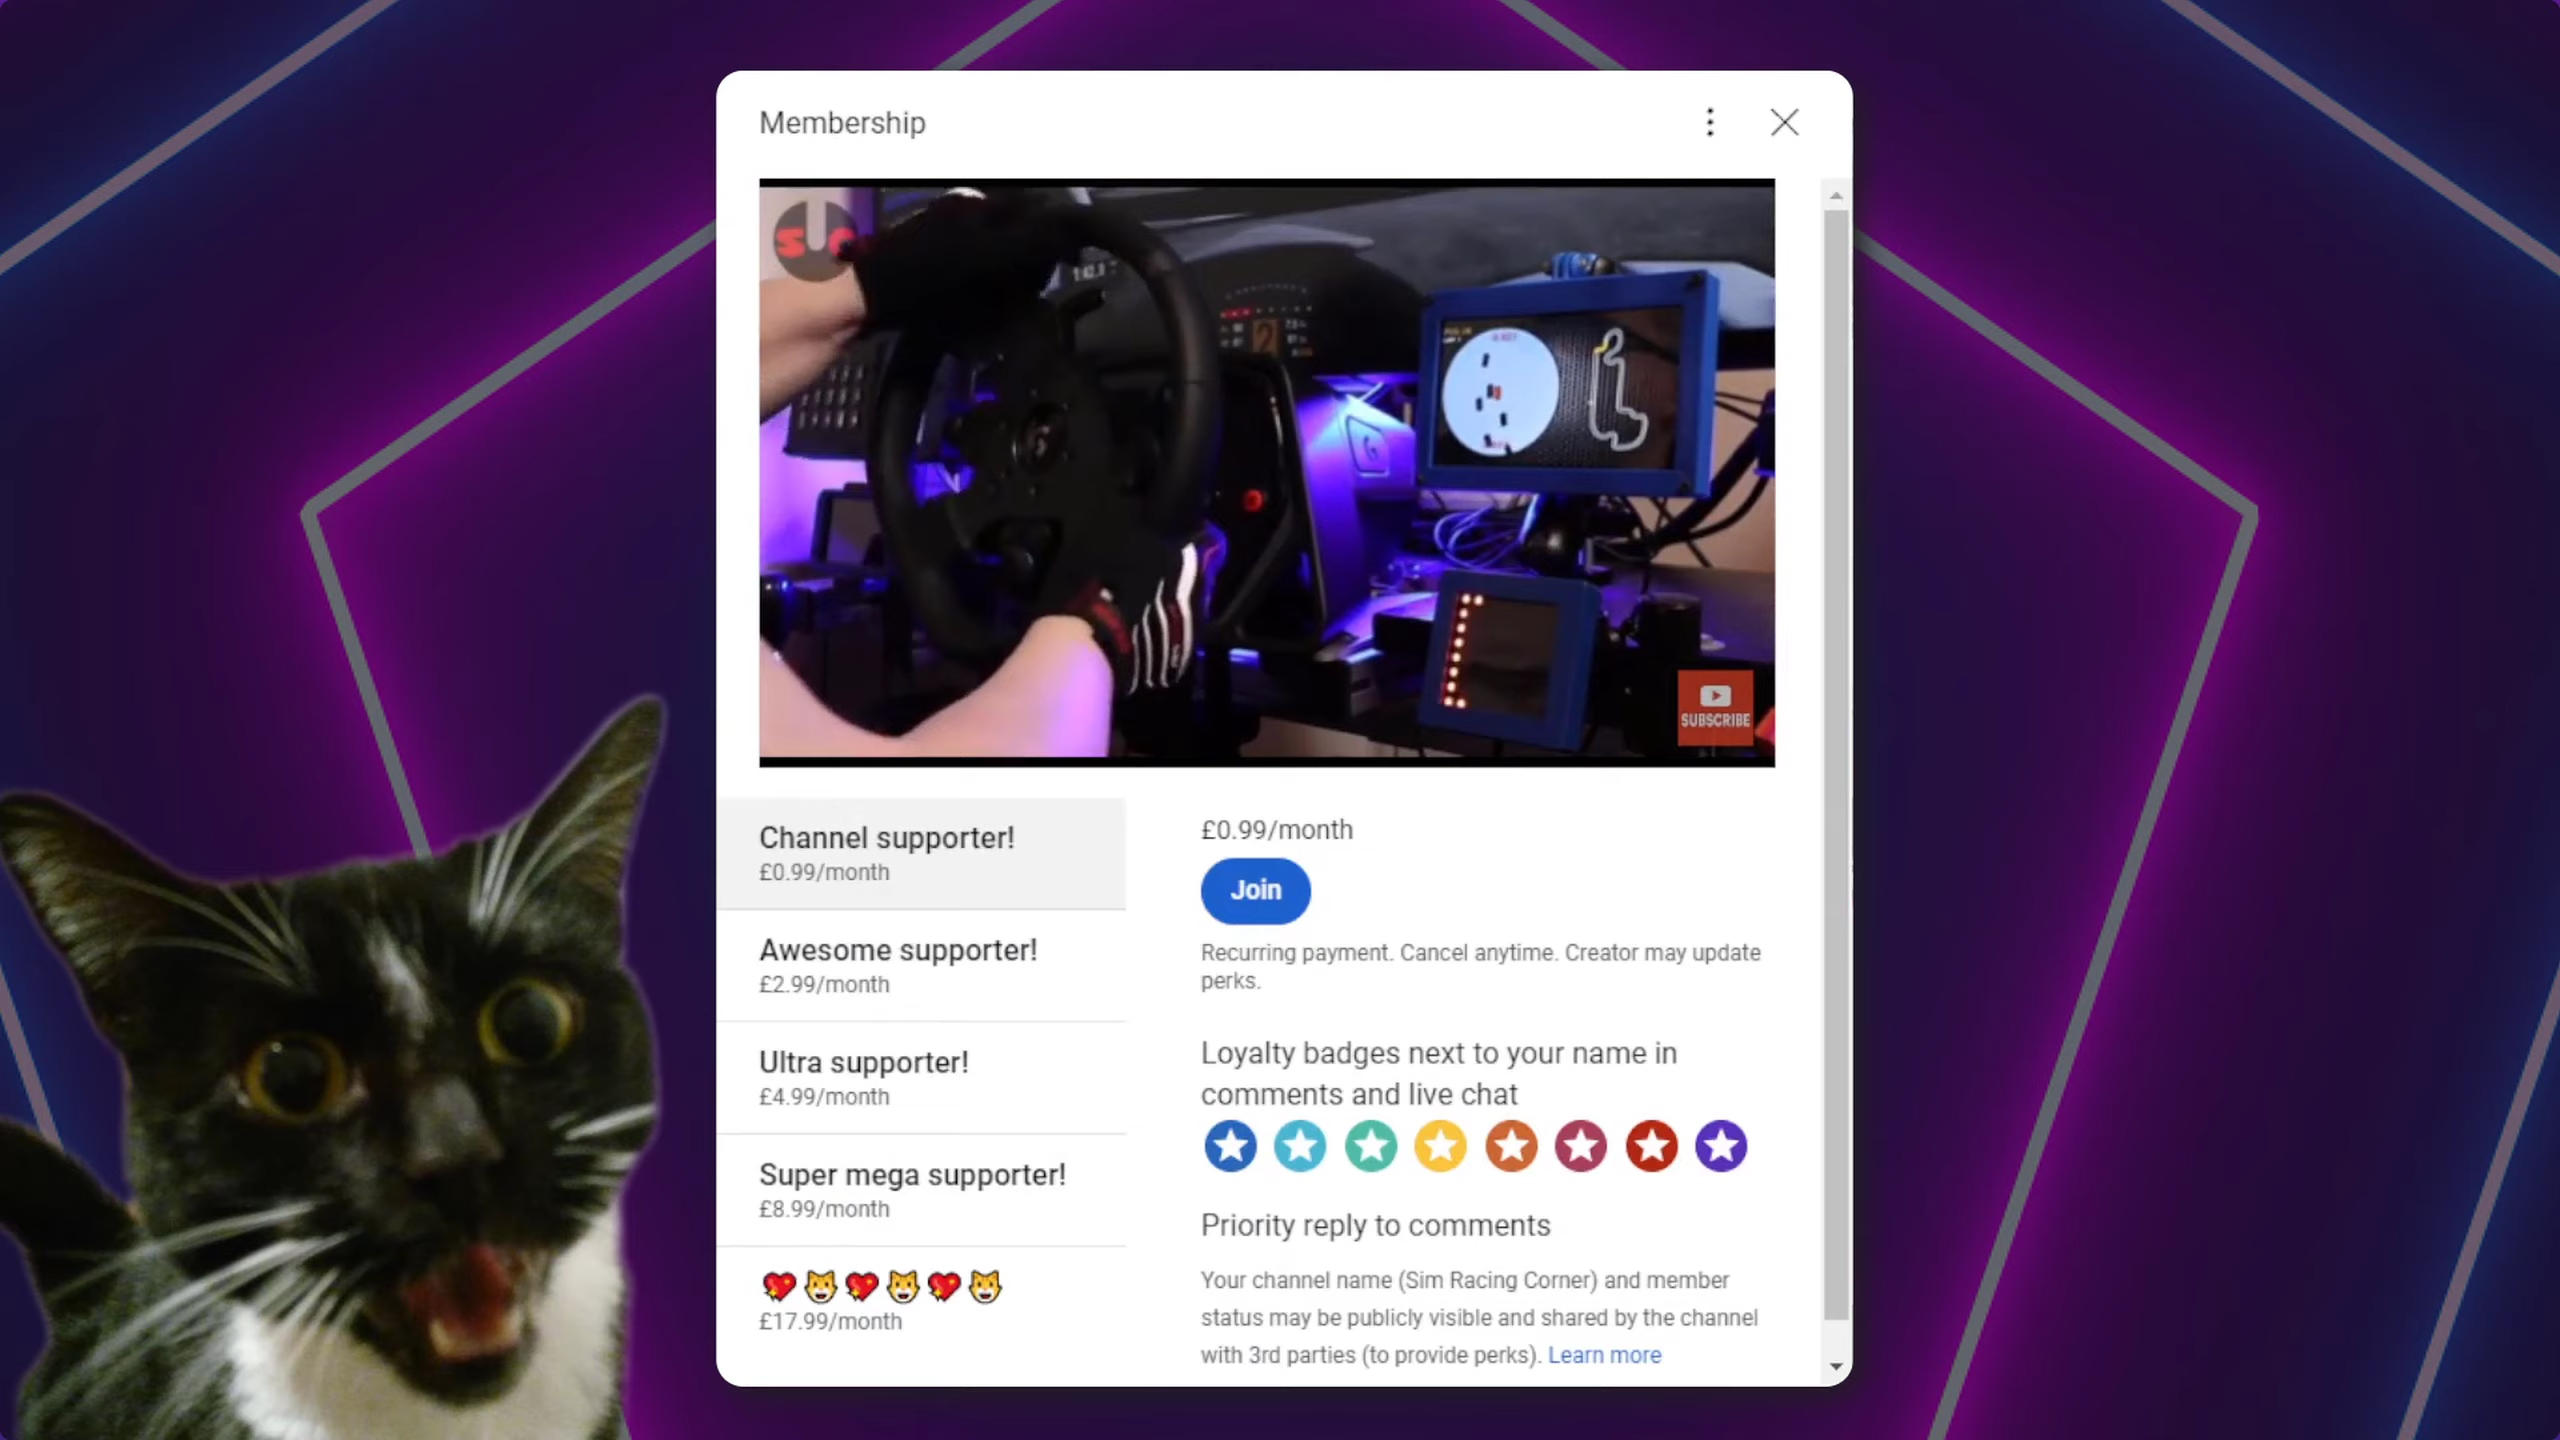 Membership
SUBSCRIBE
Channel supporter!
£0.99/month
Awesome supporter!
£2.99/month
Ultra supporter!
£4.99/month
Super mega supporter!
£8.99/month
💖😺💖😺💖😺
£17.99/month
£0.99/month
Join
Recurring payment. Cancel anytime. Creator may update
perks.
Loyalty badges next to your name in
comments and live chat
Priority reply to comments
Your channel name (Sim Racing Corner) and member
status may be publicly visible and shared by the channel
with 3rd parties (to provide perks). Learn more